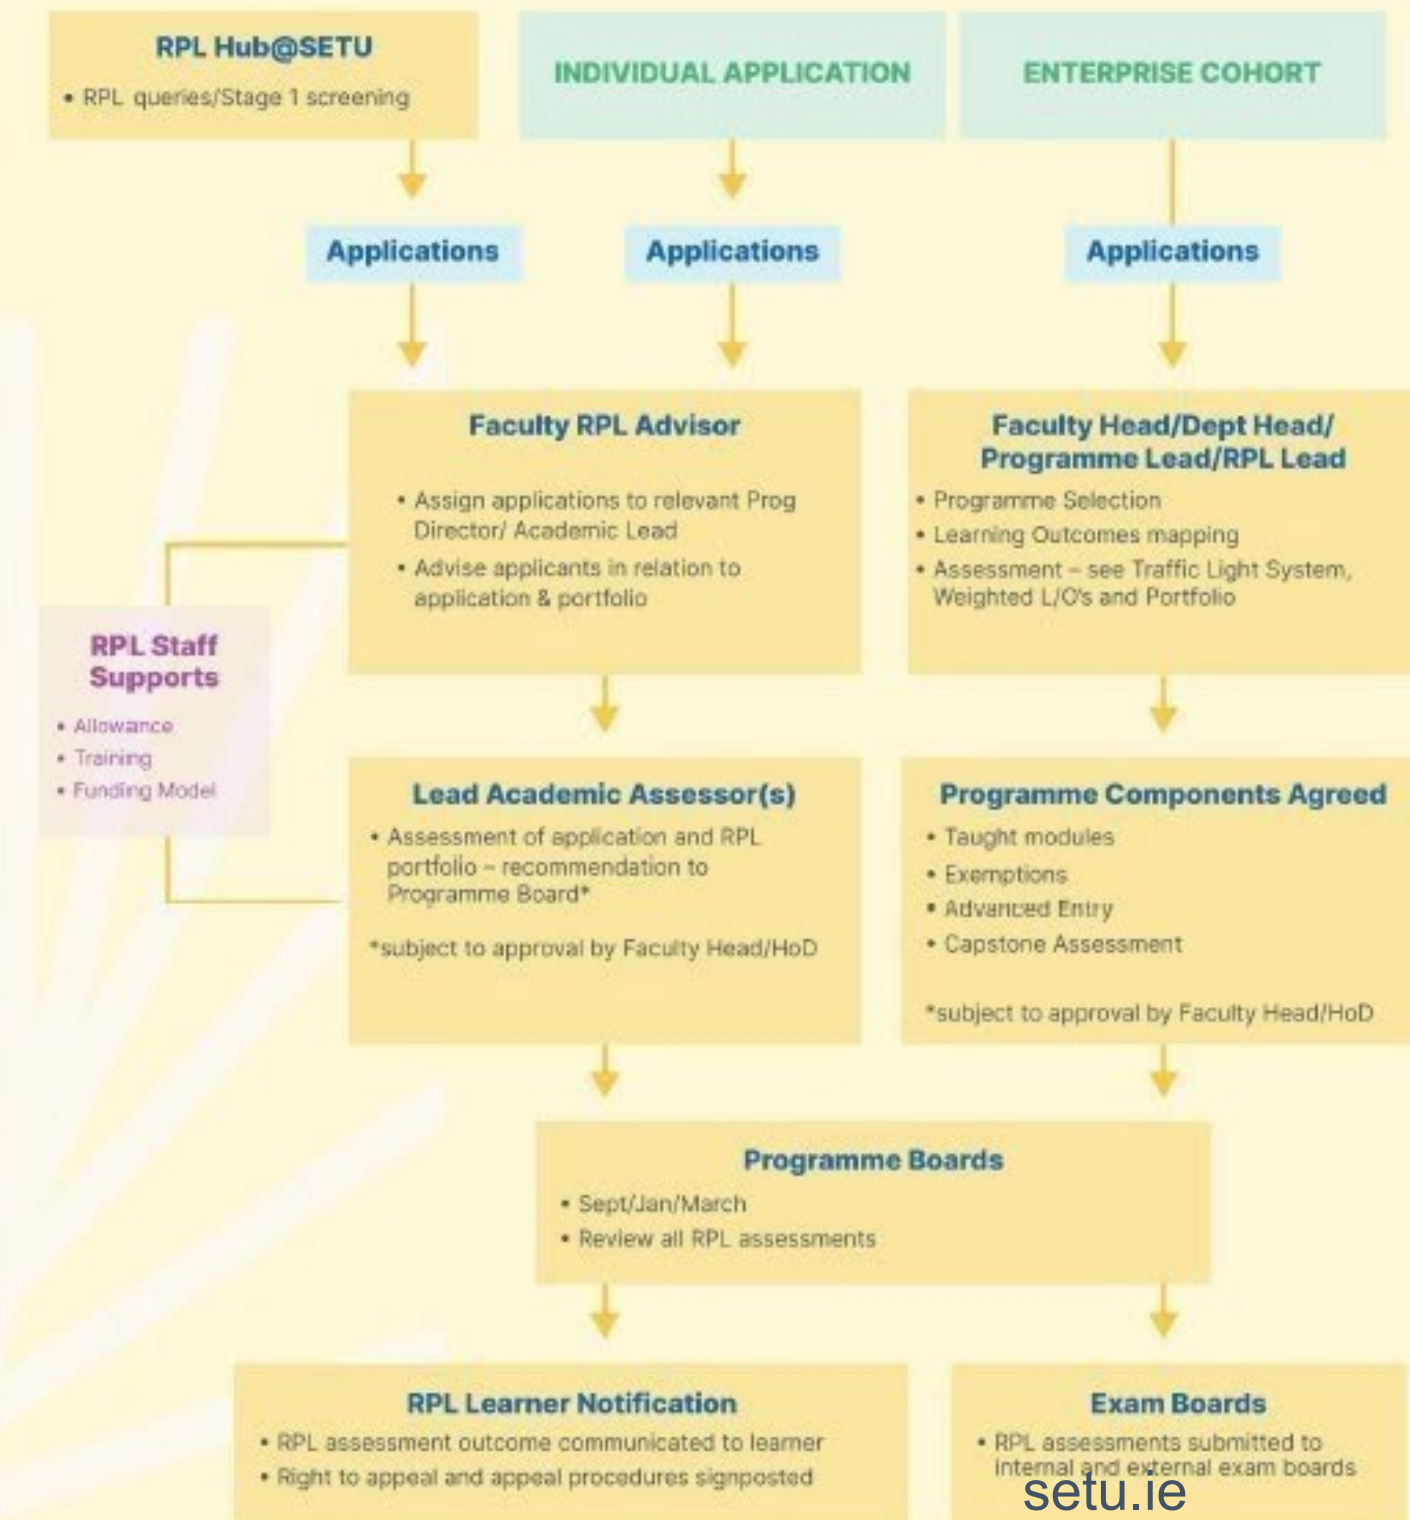 RPL Hub@SETU
• RPL queries/Stage 1 screening
INDIVIDUAL APPLICATION
ENTERPRISE COHORT
Applications
Applications
Applications
Faculty RPL Advisor
• Assign applications to relevant Prog
Director/ Academic Lead
• Advise applicants in relation to
application & portfolio
Faculty Head/Dept Head/
Programme Lead/RPL Lead
• Programme Selection
• Learning Outcomes mapping
• Assessment – see Traffic Light System,
Weighted L/O's and Portfolio
RPL Staff
Supports
• Allowance
• Training
• Funding Model
Lead Academic Assessor(s)
• Assessment of application and RPL
portfolio – recommendation to
Programme Board*
*subject to approval by Faculty Head/HoD
Programme Components Agreed
• Taught modules
• Exemptions
• Advanced Entry
• Capstone Assessment
*subject to approval by Faculty Head/HoD
Programme Boards
• Sept/Jan/March
• Review all RPL assessments
RPL Learner Notification
• RPL assessment outcome communicated to learner
• Right to appeal and appeal procedures signposted
Exam Boards
• RPL assessments submitted to
internal and external exam boards
setu.ie